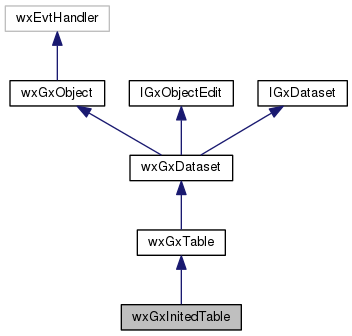 wxEvtHandler
wxGxObject
IGxObjectEdit
IGxDataset
wxGxDataset
wxGxTable
wxGxInitedTable